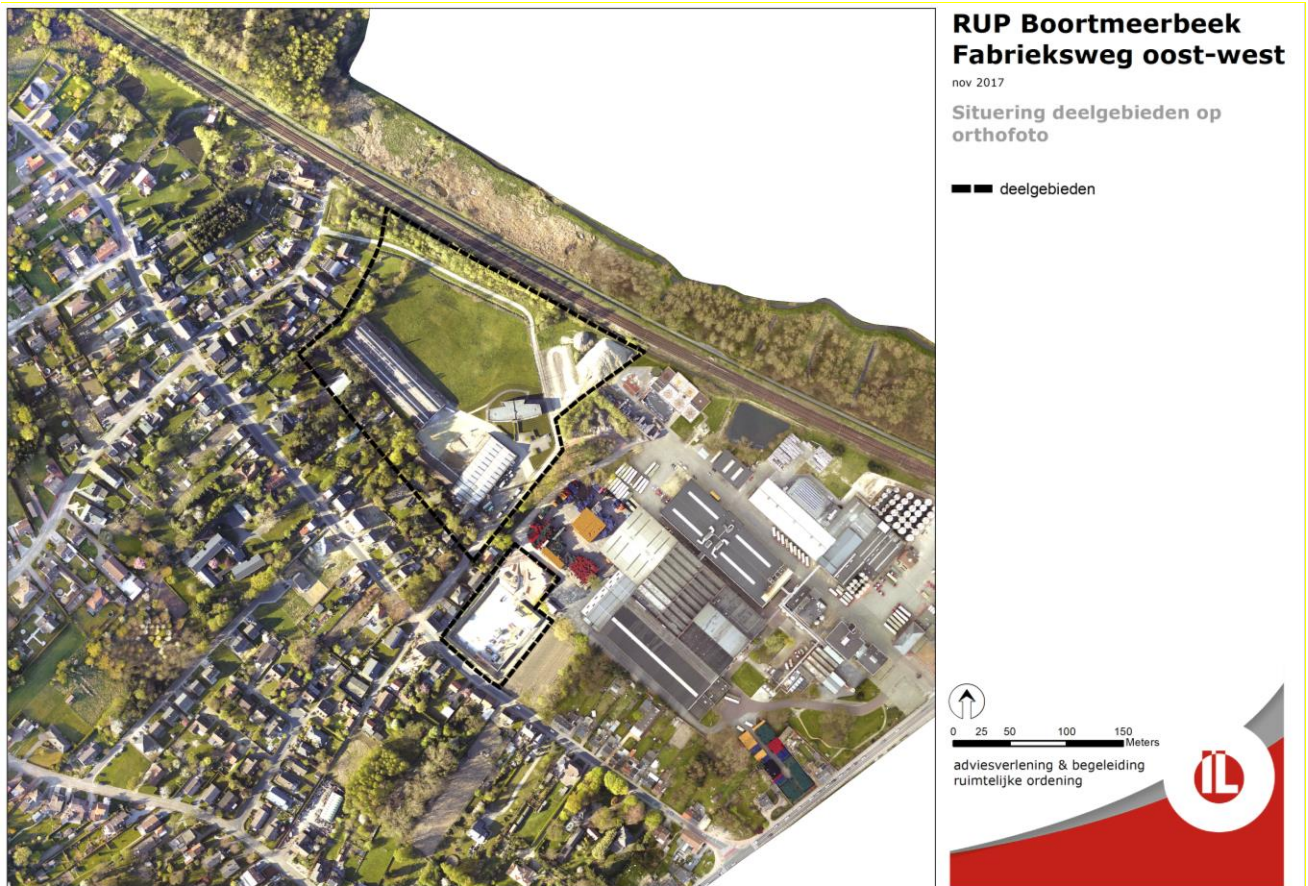 RUP Boortmeerbeek
Fabrieksweg oost-west
nov 2017
Situering deelgebieden op
orthofoto
deelgebieden
0 25 50 100 150
Meters
adviesverlening & begeleiding
ruimtelijke ordening
IL